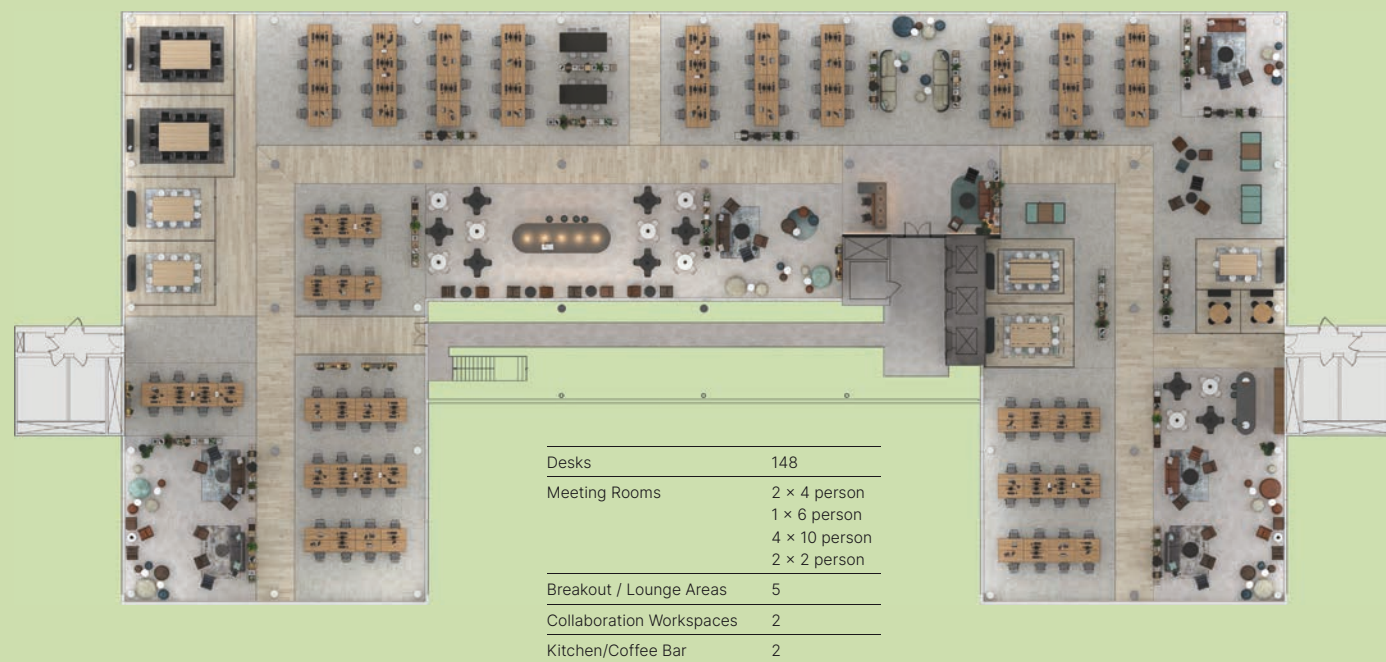 Desks 148
Meeting Rooms 2 × 4 person
1 × 6 person
4 × 10 person
2 × 2 person
Breakout / Lounge Areas 5
Collaboration Workspaces 2
Kitchen/Coffee Bar 2